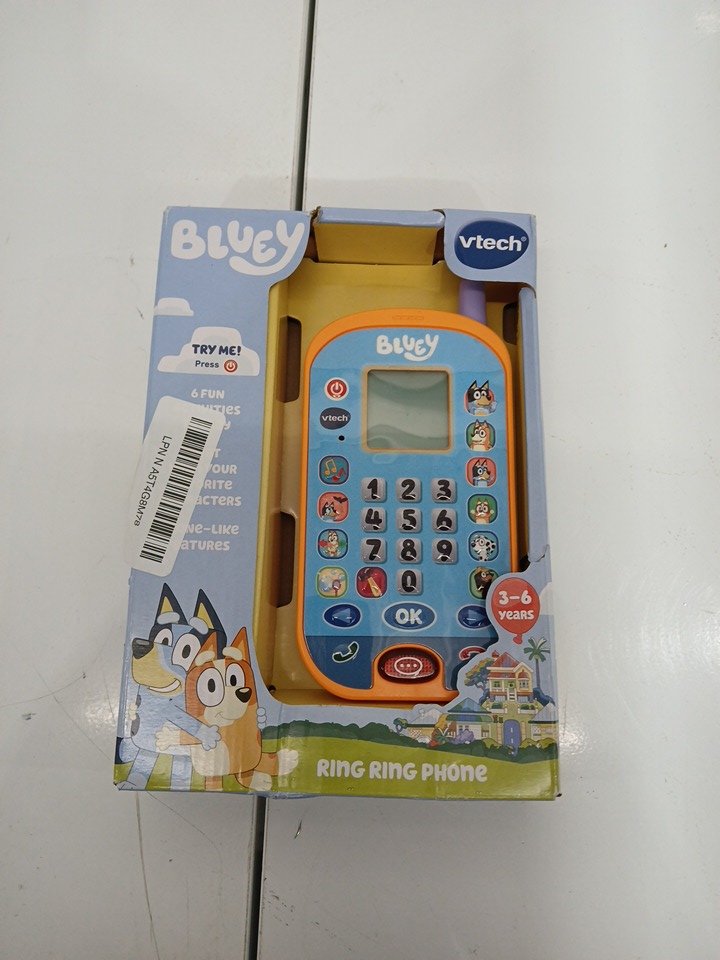 BLUEY
vtech®
TRY ME!
Press
6 FUN
LPN N A5T4G8M78
RING RING PHONE
3-6
YEARS
BLUEY
vtech
1 2 3
4 5 6
7 8 9
0
OK